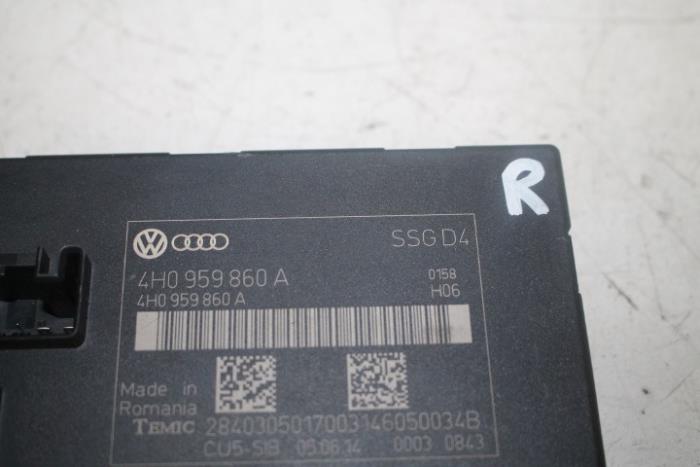 R
SSG D4
4H0 959 860 A
0158
4H0 959 860 A
H06
Made in
Romania
TEMIC 2840305017003146050034B
CU5-SIB 05.06.14 0003 0843